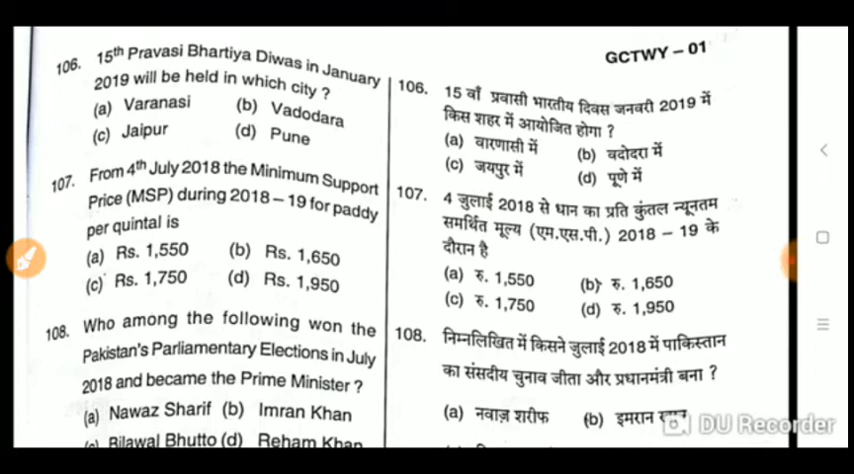 GCTWY – 01
106. 15th Pravasi Bhartiya Diwas in January
2019 will be held in which city ?
(a) Varanasi (b) Vadodara
(c) Jaipur (d) Pune
107. From 4th July 2018 the Minimum Support
Price (MSP) during 2018 – 19 for paddy
per quintal is
(a) Rs. 1,550 (b) Rs. 1,650
(c) Rs. 1,750 (d) Rs. 1,950
108. Who among the following won the
Pakistan's Parliamentary Elections in July
2018 and became the Prime Minister ?
(a) Nawaz Sharif (b) Imran Khan
(c) Bilawal Bhutto (d) Reham Khan
106. 15 वाँ प्रवासी भारतीय दिवस जनवरी 2019 में
किस शहर में आयोजित होगा ?
(a) वाराणसी में (b) वदोदरा में
(c) जयपुर में (d) पूणे में
107. 4 जुलाई 2018 से धान का प्रति कुंतल न्यूनतम
समर्थित मूल्य (एम.एस.पी.) 2018 – 19 के
दौरान है
(a) रु. 1,550 (b) रु. 1,650
(c) रु. 1,750 (d) रु. 1,950
108. निम्नलिखित में किसने जुलाई 2018 में पाकिस्तान
का संसदीय चुनाव जीता और प्रधानमंत्री बना ?
(a) नवाज़ शरीफ (b) इमरान
DU Recorder